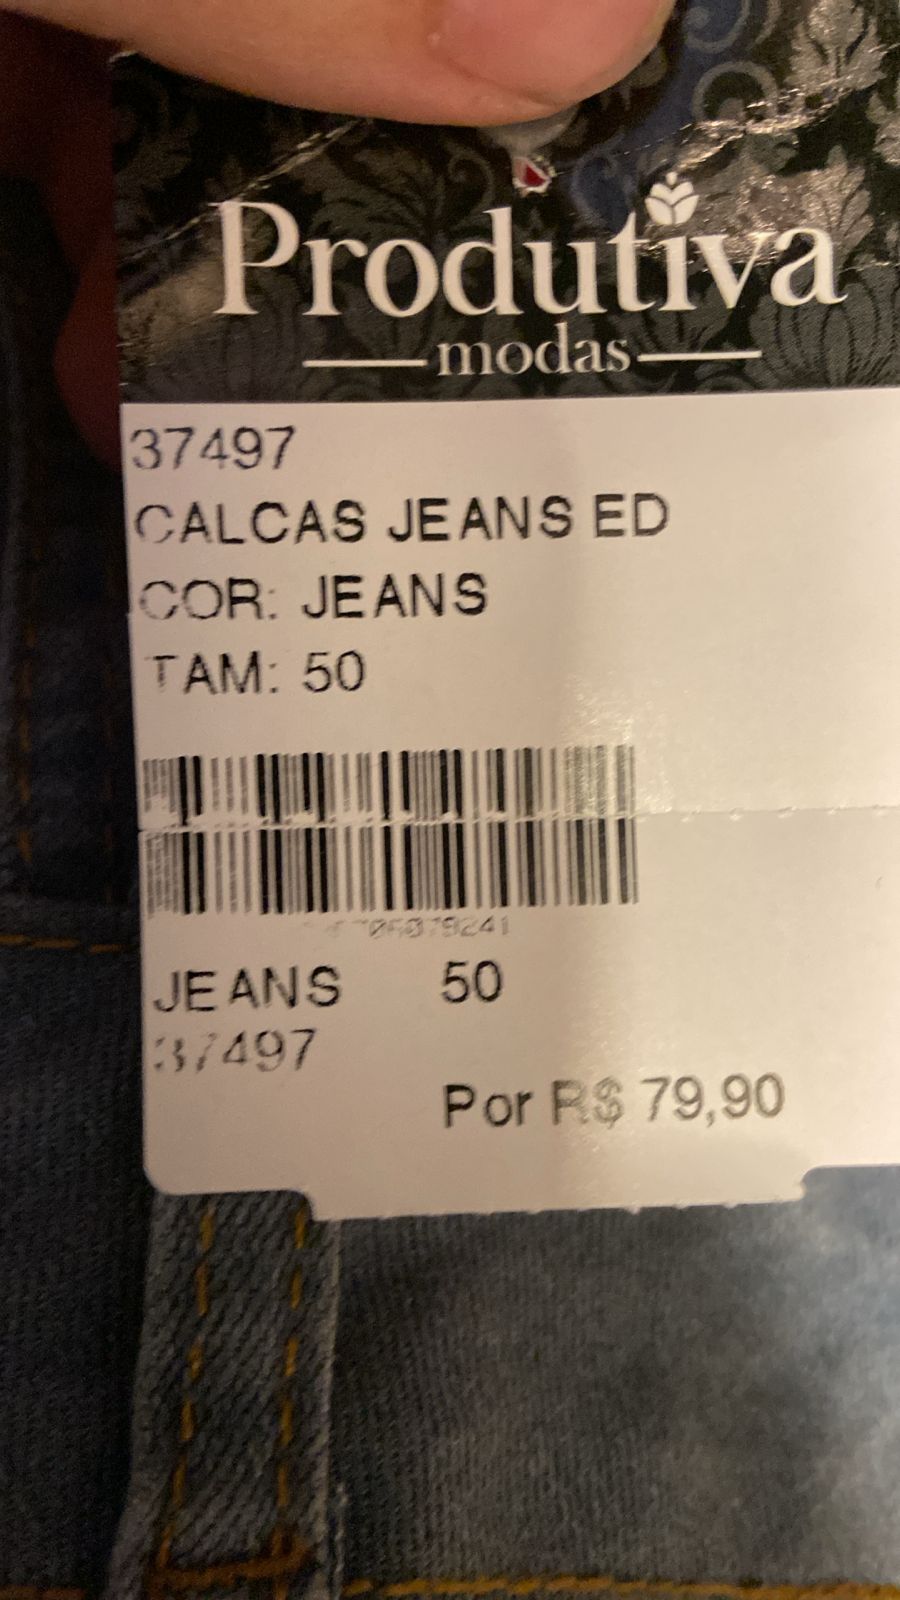 Produtiva
modas
37497
CALCAS JEANS ED
COR: JEANS
TAM: 50
JEANS 50
37497
Por R$ 79,90